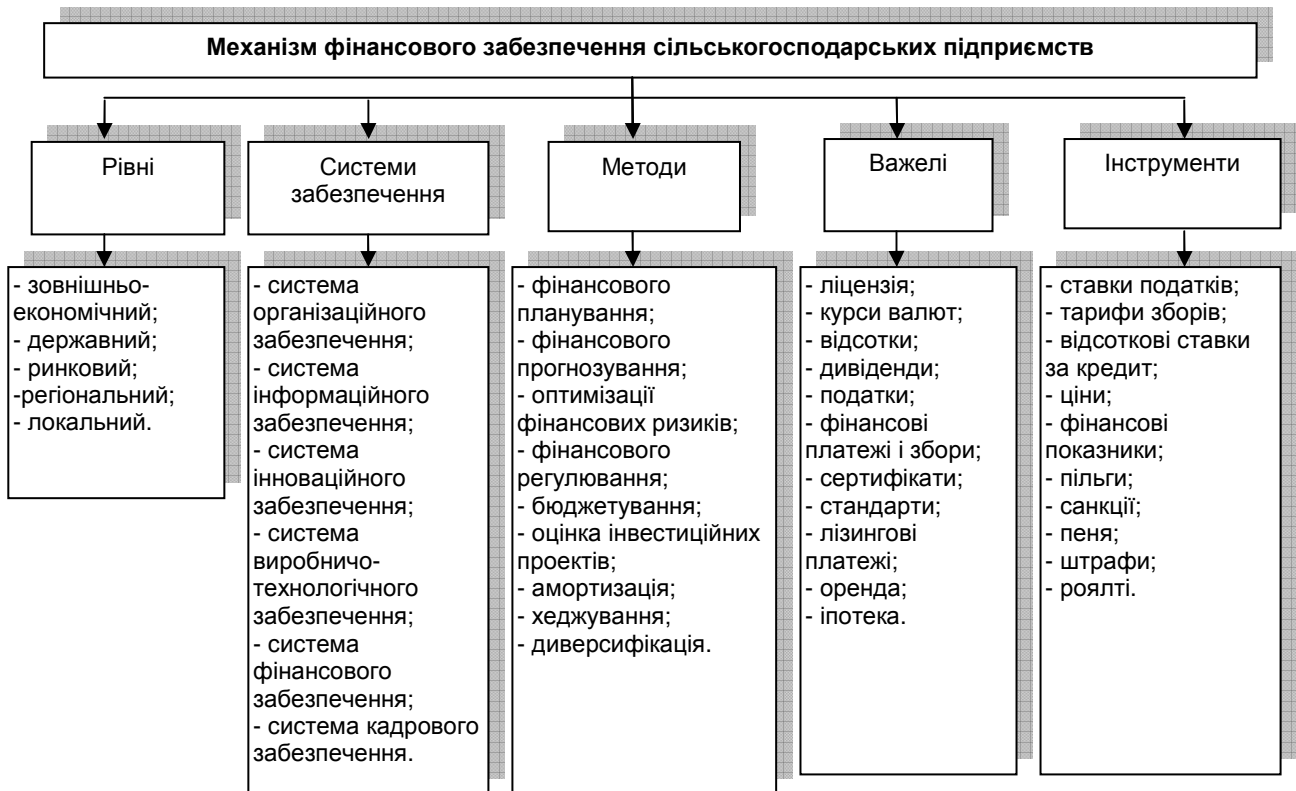 Механізм фінансового забезпечення сільськогосподарських підприємств
Рівні
Системи
забезпечення
Методи
Важелі
Інструменти
- зовнішньо-
економічний;
- державний;
- ринковий;
-регіональний;
- локальний.
- система
організаційного
забезпечення;
- система
інформаційного
забезпечення;
- система
інноваційного
забезпечення;
- система
виробничо-
технологічного
забезпечення;
- система
фінансового
забезпечення;
- система кадрового
забезпечення.
- фінансового
планування;
- фінансового
прогнозування;
- оптимізації
фінансових ризиків;
- фінансового
регулювання;
- бюджетування;
- оцінка інвестиційних
проектів;
- амортизація;
- хеджування;
- диверсифікація.
- ліцензія;
- курси валют;
- відсотки;
- дивіденди;
- податки;
- фінансові
платежі і збори;
- сертифікати;
- стандарти;
- лізингові
платежі;
- оренда;
- іпотека.
- ставки податків;
- тарифи зборів;
- відсоткові ставки
за кредит;
- ціни;
- фінансові
показники;
- пільги;
- санкції;
- пеня;
- штрафи;
- роялті.